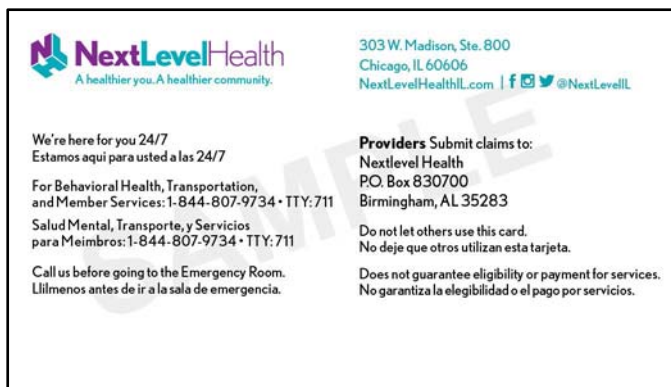 NextLevelHealth
A healthier you. A healthier community.
303 W. Madison, Ste. 800
Chicago, IL 60606
NextLevelHealthIL.com | @NextLevelIL
We're here for you 24/7
Estamos aqui para usted a las 24/7
For Behavioral Health, Transportation,
and Member Services: 1-844-807-9734 • TTY: 711
Salud Mental, Transporte, y Servicios
para Meimbros: 1-844-807-9734 • TTY: 711
Call us before going to the Emergency Room.
Llilmenos antes de ir a la sala de emergencia.
Providers Submit claims to:
Nextlevel Health
P.O. Box 830700
Birmingham, AL 35283
Do not let others use this card.
No deje que otros utilizan esta tarjeta.
Does not guarantee eligibility or payment for services.
No garantiza la elegibilidad o el pago por servicios.
SAMPLE